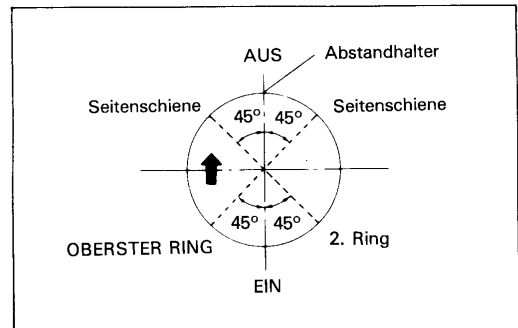 AUS
Abstandhalter
Seitenschiene
Seitenschiene
45° 45°
45° 45°
OBERSTER RING
2. Ring
EIN